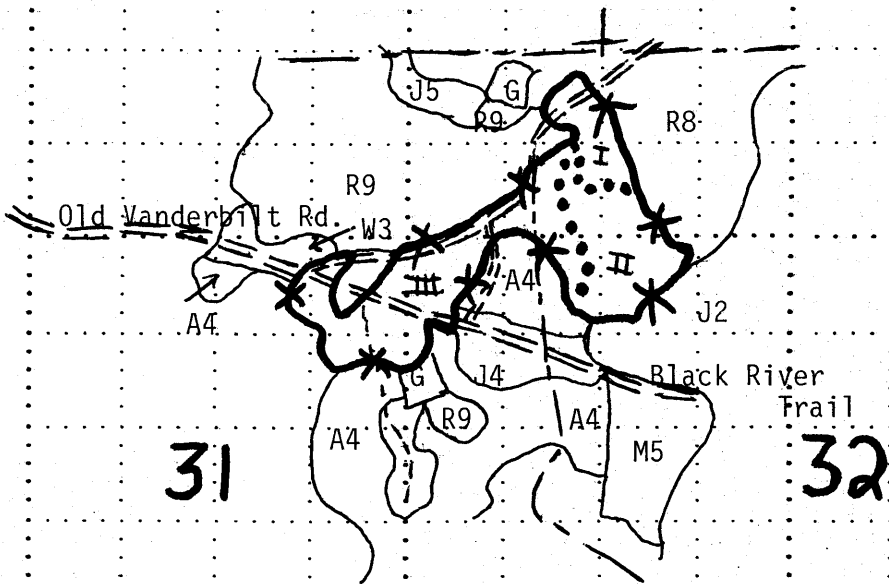 J5
G
R9
R8
I
R9
Old Vanderbilt Rd.
W3
II
III
A4
A4
J2
J4
G
Black River
Trail
A4
R9
A4
M5
31
32